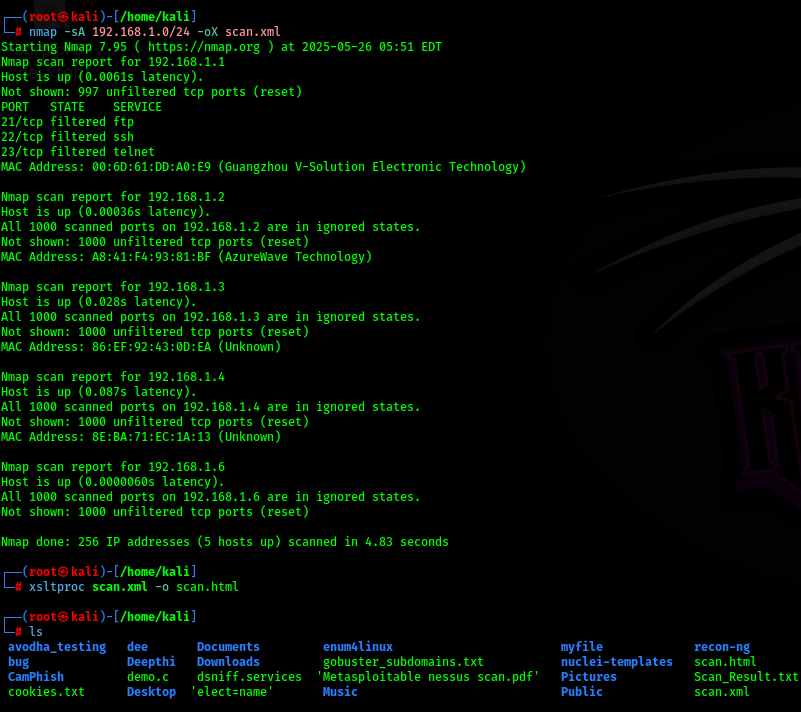 ┌──(root㉿kali)-[/home/kali]
└─# nmap -sA 192.168.1.0/24 -oX scan.xml
Starting Nmap 7.95 ( https://nmap.org ) at 2025-05-26 05:51 EDT
Nmap scan report for 192.168.1.1
Host is up (0.0061s latency).
Not shown: 997 unfiltered tcp ports (reset)
PORT   STATE    SERVICE
21/tcp filtered ftp
22/tcp filtered ssh
23/tcp filtered telnet
MAC Address: 00:6D:61:DD:A0:E9 (Guangzhou V-Solution Electronic Technology)

Nmap scan report for 192.168.1.2
Host is up (0.00036s latency).
All 1000 scanned ports on 192.168.1.2 are in ignored states.
Not shown: 1000 unfiltered tcp ports (reset)
MAC Address: A8:41:F4:93:81:BF (AzureWave Technology)

Nmap scan report for 192.168.1.3
Host is up (0.028s latency).
All 1000 scanned ports on 192.168.1.3 are in ignored states.
Not shown: 1000 unfiltered tcp ports (reset)
MAC Address: 86:EF:92:43:0D:EA (Unknown)

Nmap scan report for 192.168.1.4
Host is up (0.087s latency).
All 1000 scanned ports on 192.168.1.4 are in ignored states.
Not shown: 1000 unfiltered tcp ports (reset)
MAC Address: 8E:BA:71:EC:1A:13 (Unknown)

Nmap scan report for 192.168.1.6
Host is up (0.0000060s latency).
All 1000 scanned ports on 192.168.1.6 are in ignored states.
Not shown: 1000 unfiltered tcp ports (reset)

Nmap done: 256 IP addresses (5 hosts up) scanned in 4.83 seconds

┌──(root㉿kali)-[/home/kali]
└─# xsltproc scan.xml -o scan.html

┌──(root㉿kali)-[/home/kali]
└─# ls
avodha_testing   dee       Documents         enum4linux                       myfile             recon-ng
bug              Deepthi   Downloads         gobuster_subdomains.txt          nuclei-templates   scan.html
CamPhish         demo.c    dsniff.services  'Metasploitable nessus scan.pdf'   Pictures           Scan_Result.txt
cookies.txt      Desktop  'elect=name'       Music                            Public             scan.xml